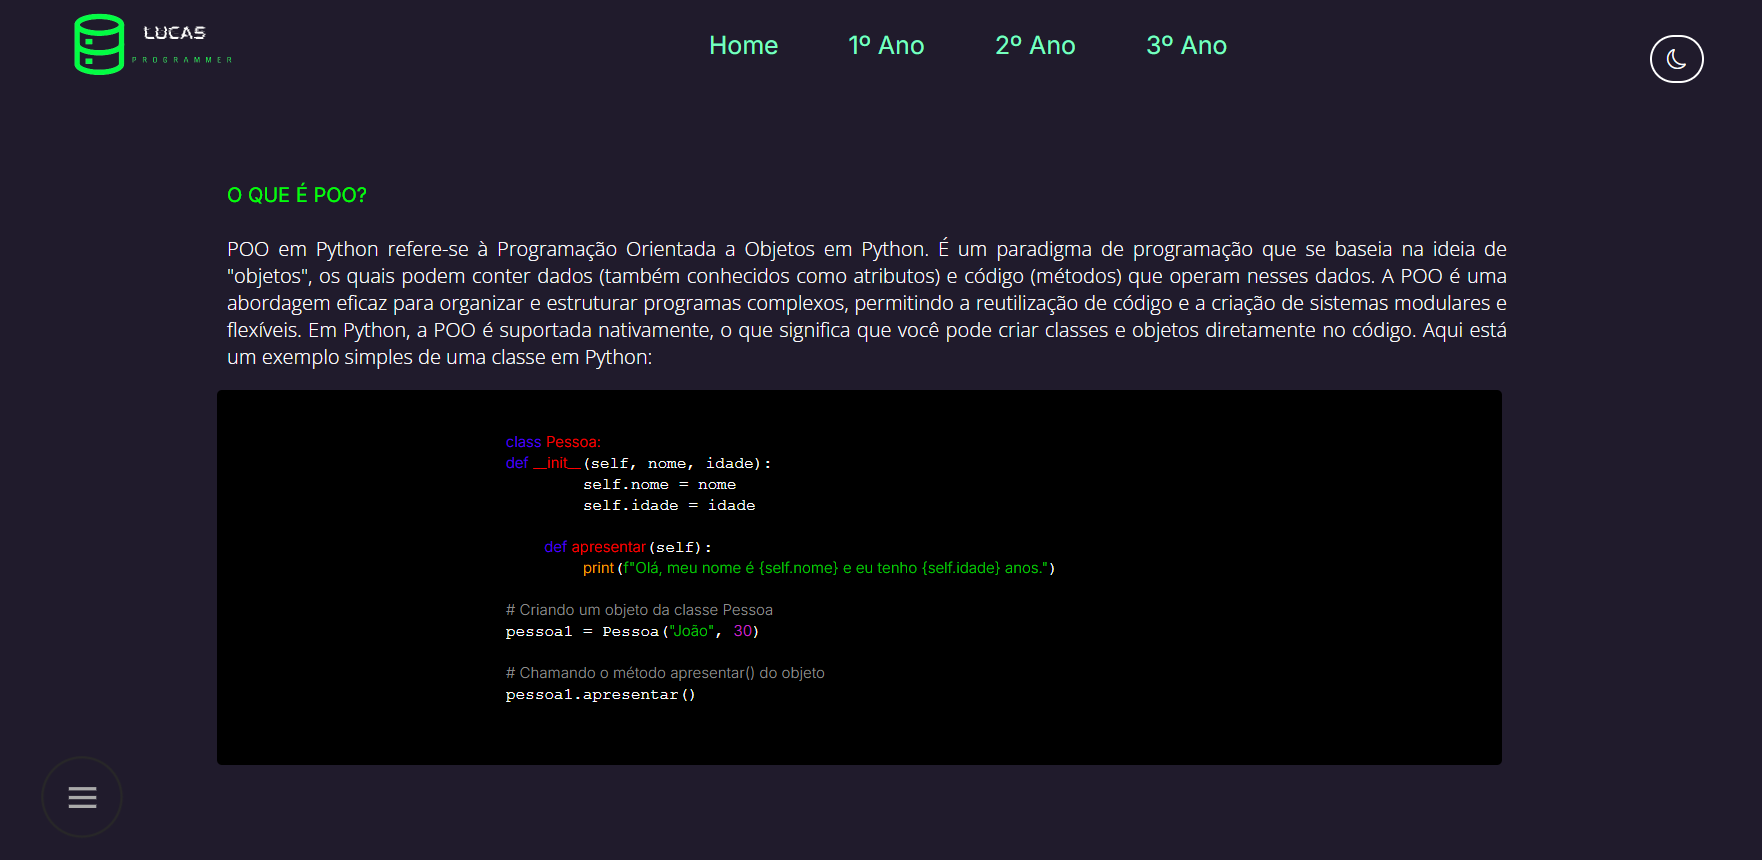 LUCAS
PROGRAMMER
Home 1º Ano 2º Ano 3º Ano
O QUE É POO?
POO em Python refere-se à Programação Orientada a Objetos em Python. É um paradigma de programação que se baseia na ideia de
"objetos", os quais podem conter dados (também conhecidos como atributos) e código (métodos) que operam nesses dados. A POO é uma
abordagem eficaz para organizar e estruturar programas complexos, permitindo a reutilização de código e a criação de sistemas modulares e
flexíveis. Em Python, a POO é suportada nativamente, o que significa que você pode criar classes e objetos diretamente no código. Aqui está
um exemplo simples de uma classe em Python:
class Pessoa:
def __init__(self, nome, idade):
        self.nome = nome
        self.idade = idade
    def apresentar(self):
        print(f"Olá, meu nome é {self.nome} e eu tenho {self.idade} anos.")
# Criando um objeto da classe Pessoa
pessoa1 = Pessoa("João", 30)
# Chamando o método apresentar() do objeto
pessoa1.apresentar()